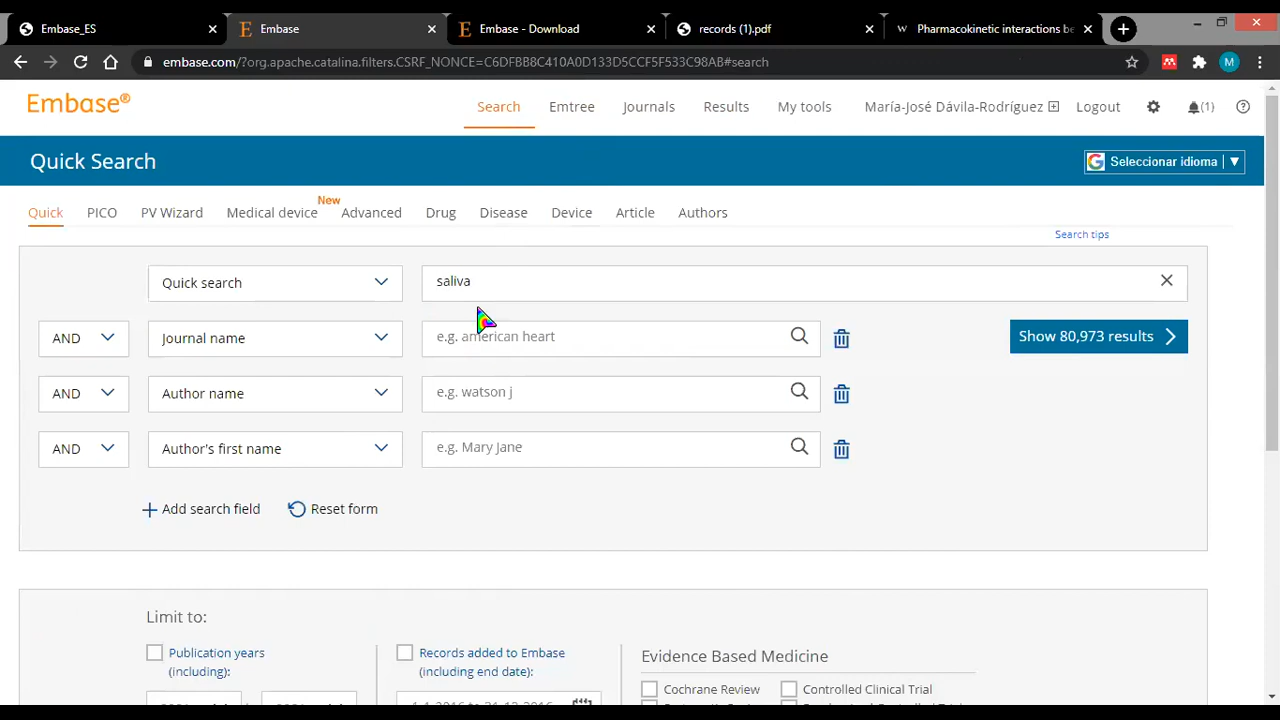 Embase_ES
Embase
Embase - Download
records (1).pdf
Pharmacokinetic interactions be
embase.com/?org.apache.catalina.filters.CSRF_NONCE=C6DFBB8C410A0D133D5CCF5F533C98AB#search
M
Embase®
Search
Emtree
Journals
Results
My tools
María-José Dávila-Rodríguez
Logout
(1)
Quick Search
Seleccionar idioma
Quick
PICO
PV Wizard
Medical device
New
Advanced
Drug
Disease
Device
Article
Authors
Search tips
Quick search
saliva
AND
Journal name
e.g. american heart
Show 80,973 results
AND
Author name
e.g. watson j
AND
Author's first name
e.g. Mary Jane
Add search field
Reset form
Limit to:
Publication years
(including):
Records added to Embase
(including end date):
Evidence Based Medicine
Cochrane Review
Controlled Clinical Trial